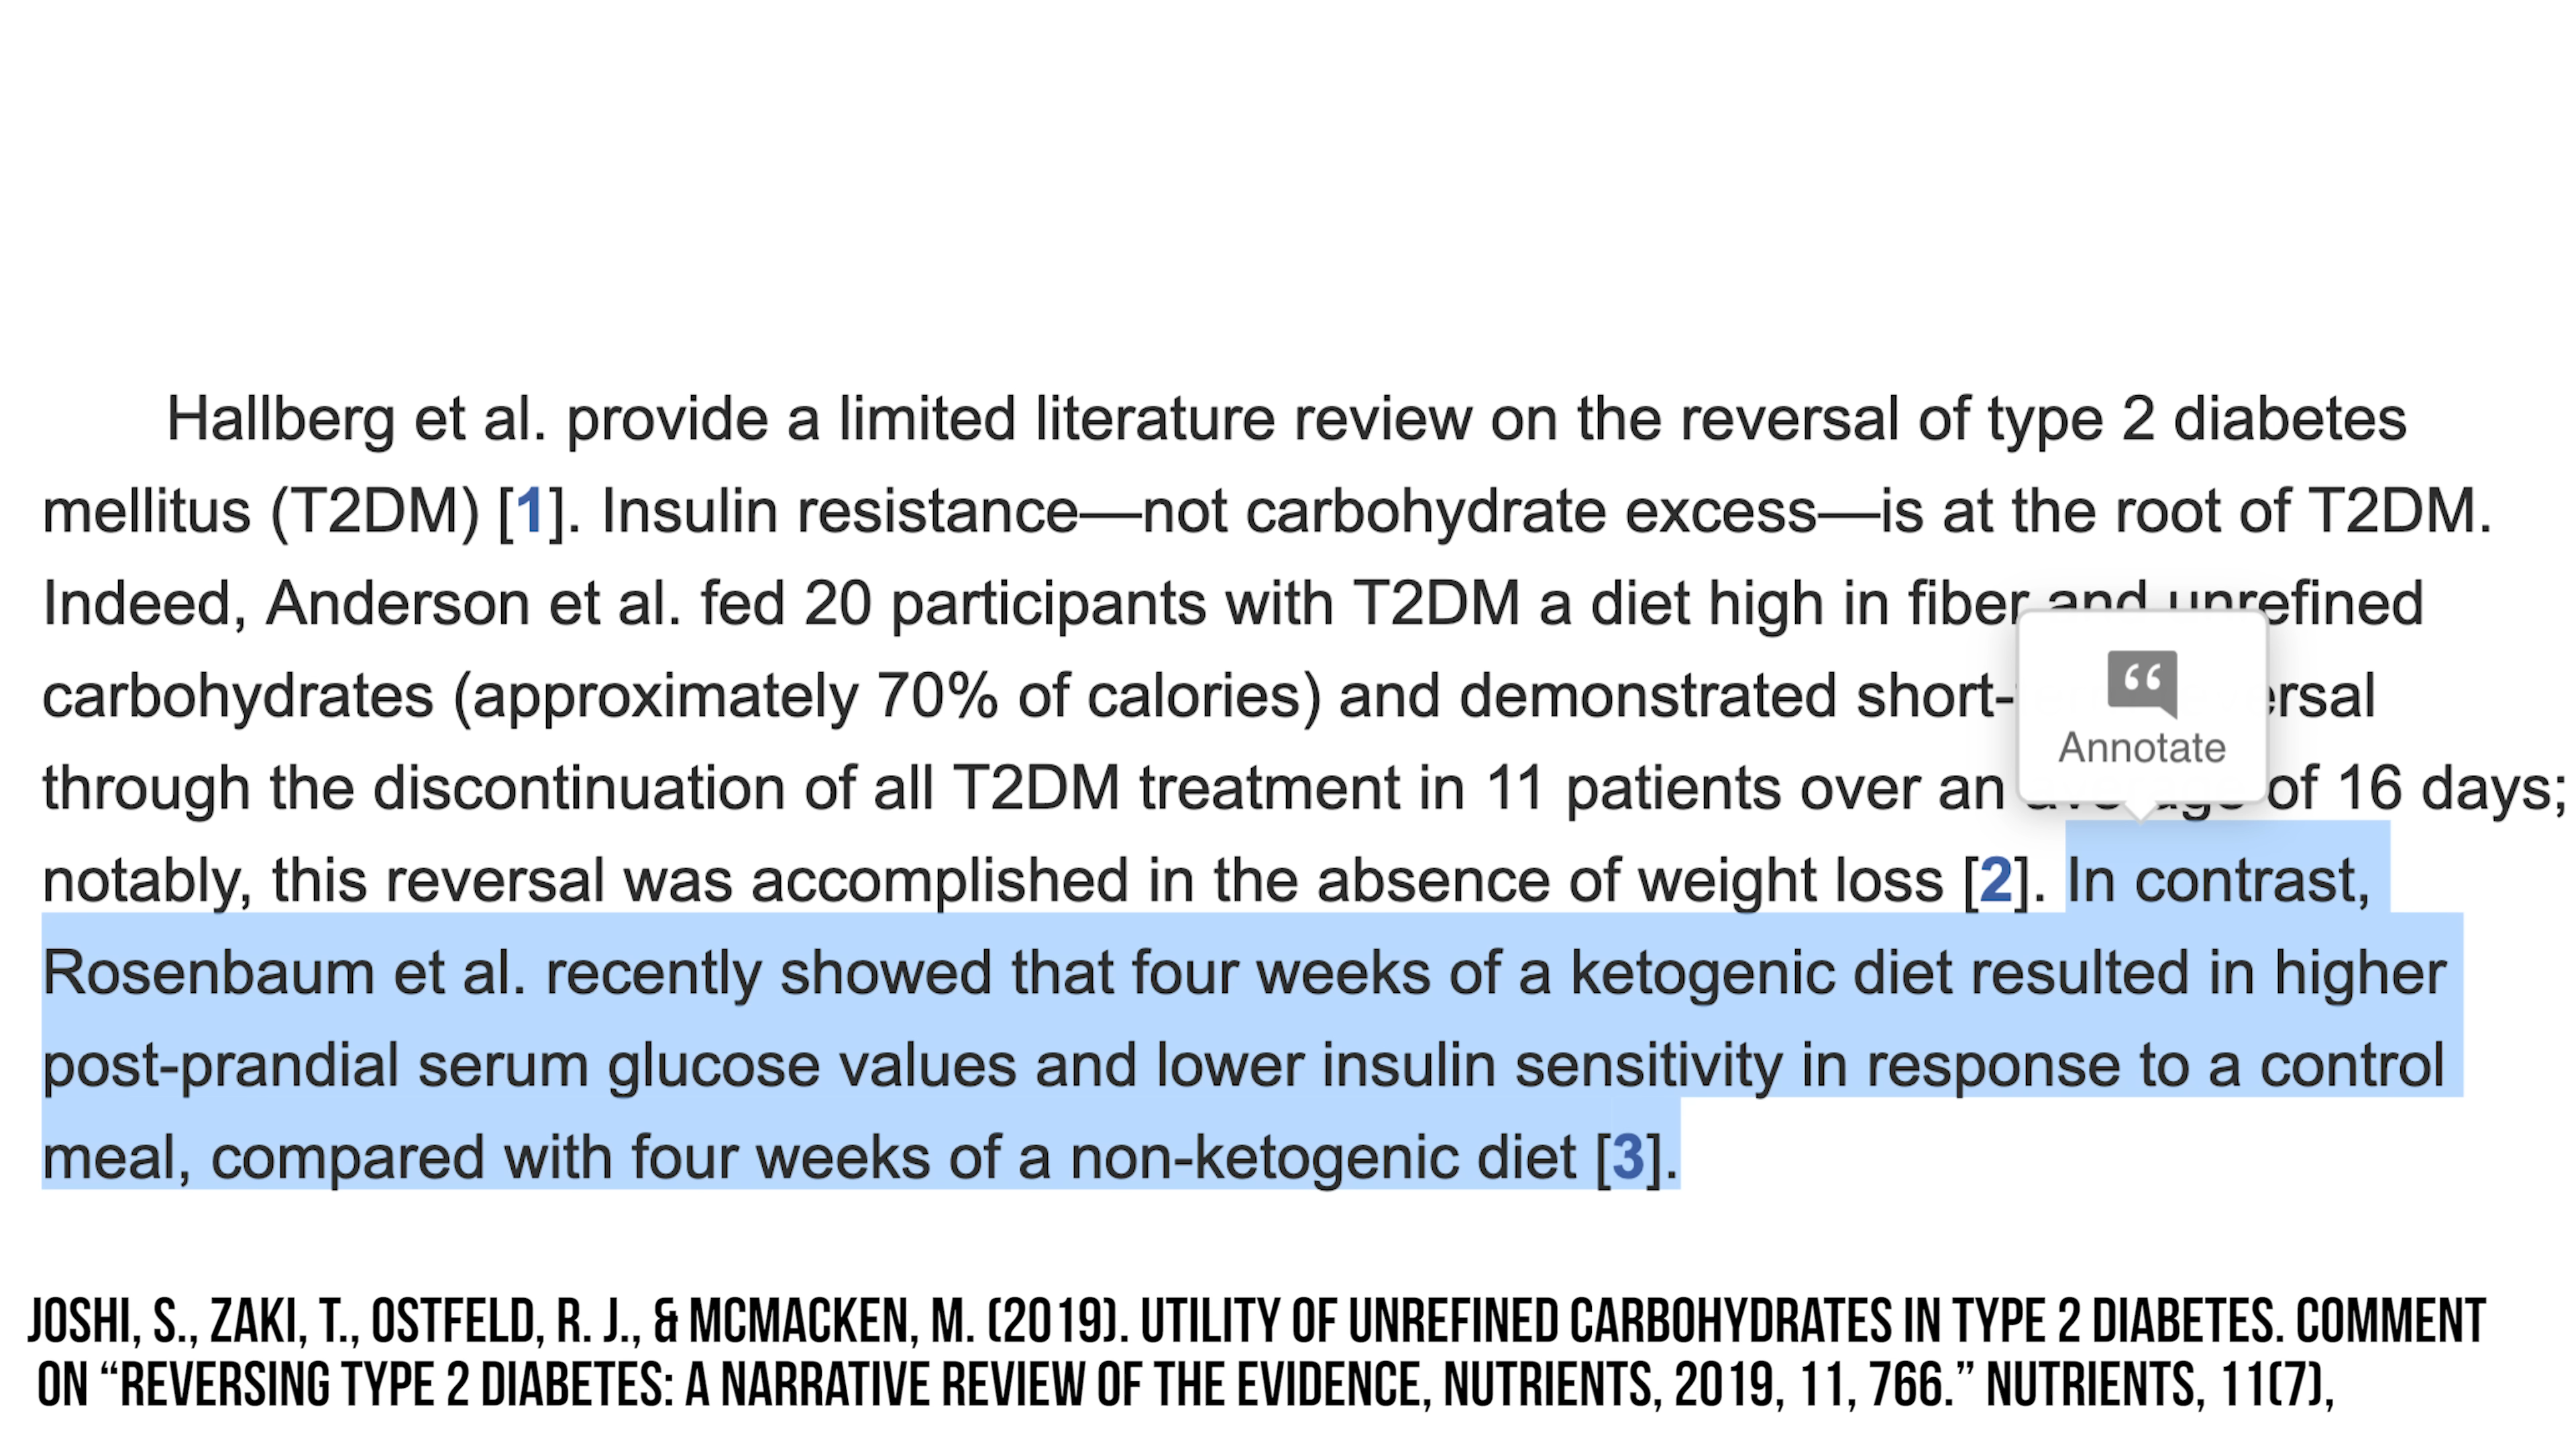 Hallberg et al. provide a limited literature review on the reversal of type 2 diabetes
mellitus (T2DM) [1]. Insulin resistance—not carbohydrate excess—is at the root of T2DM.
Indeed, Anderson et al. fed 20 participants with T2DM a diet high in fiber and unrefined
carbohydrates (approximately 70% of calories) and demonstrated short-
Annotate
through the discontinuation of all T2DM treatment in 11 patients over an average of 16 days;
notably, this reversal was accomplished in the absence of weight loss [2]. In contrast,
Rosenbaum et al. recently showed that four weeks of a ketogenic diet resulted in higher
post-prandial serum glucose values and lower insulin sensitivity in response to a control
meal, compared with four weeks of a non-ketogenic diet [3].
JOSHI, S., ZAKI, T., OSTFELD, R. J., & MCMACKEN, M. (2019). UTILITY OF UNREFINED CARBOHYDRATES IN TYPE 2 DIABETES. COMMENT
ON “REVERSING TYPE 2 DIABETES: A NARRATIVE REVIEW OF THE EVIDENCE, NUTRIENTS, 2019, 11, 766.” NUTRIENTS, 11(7),